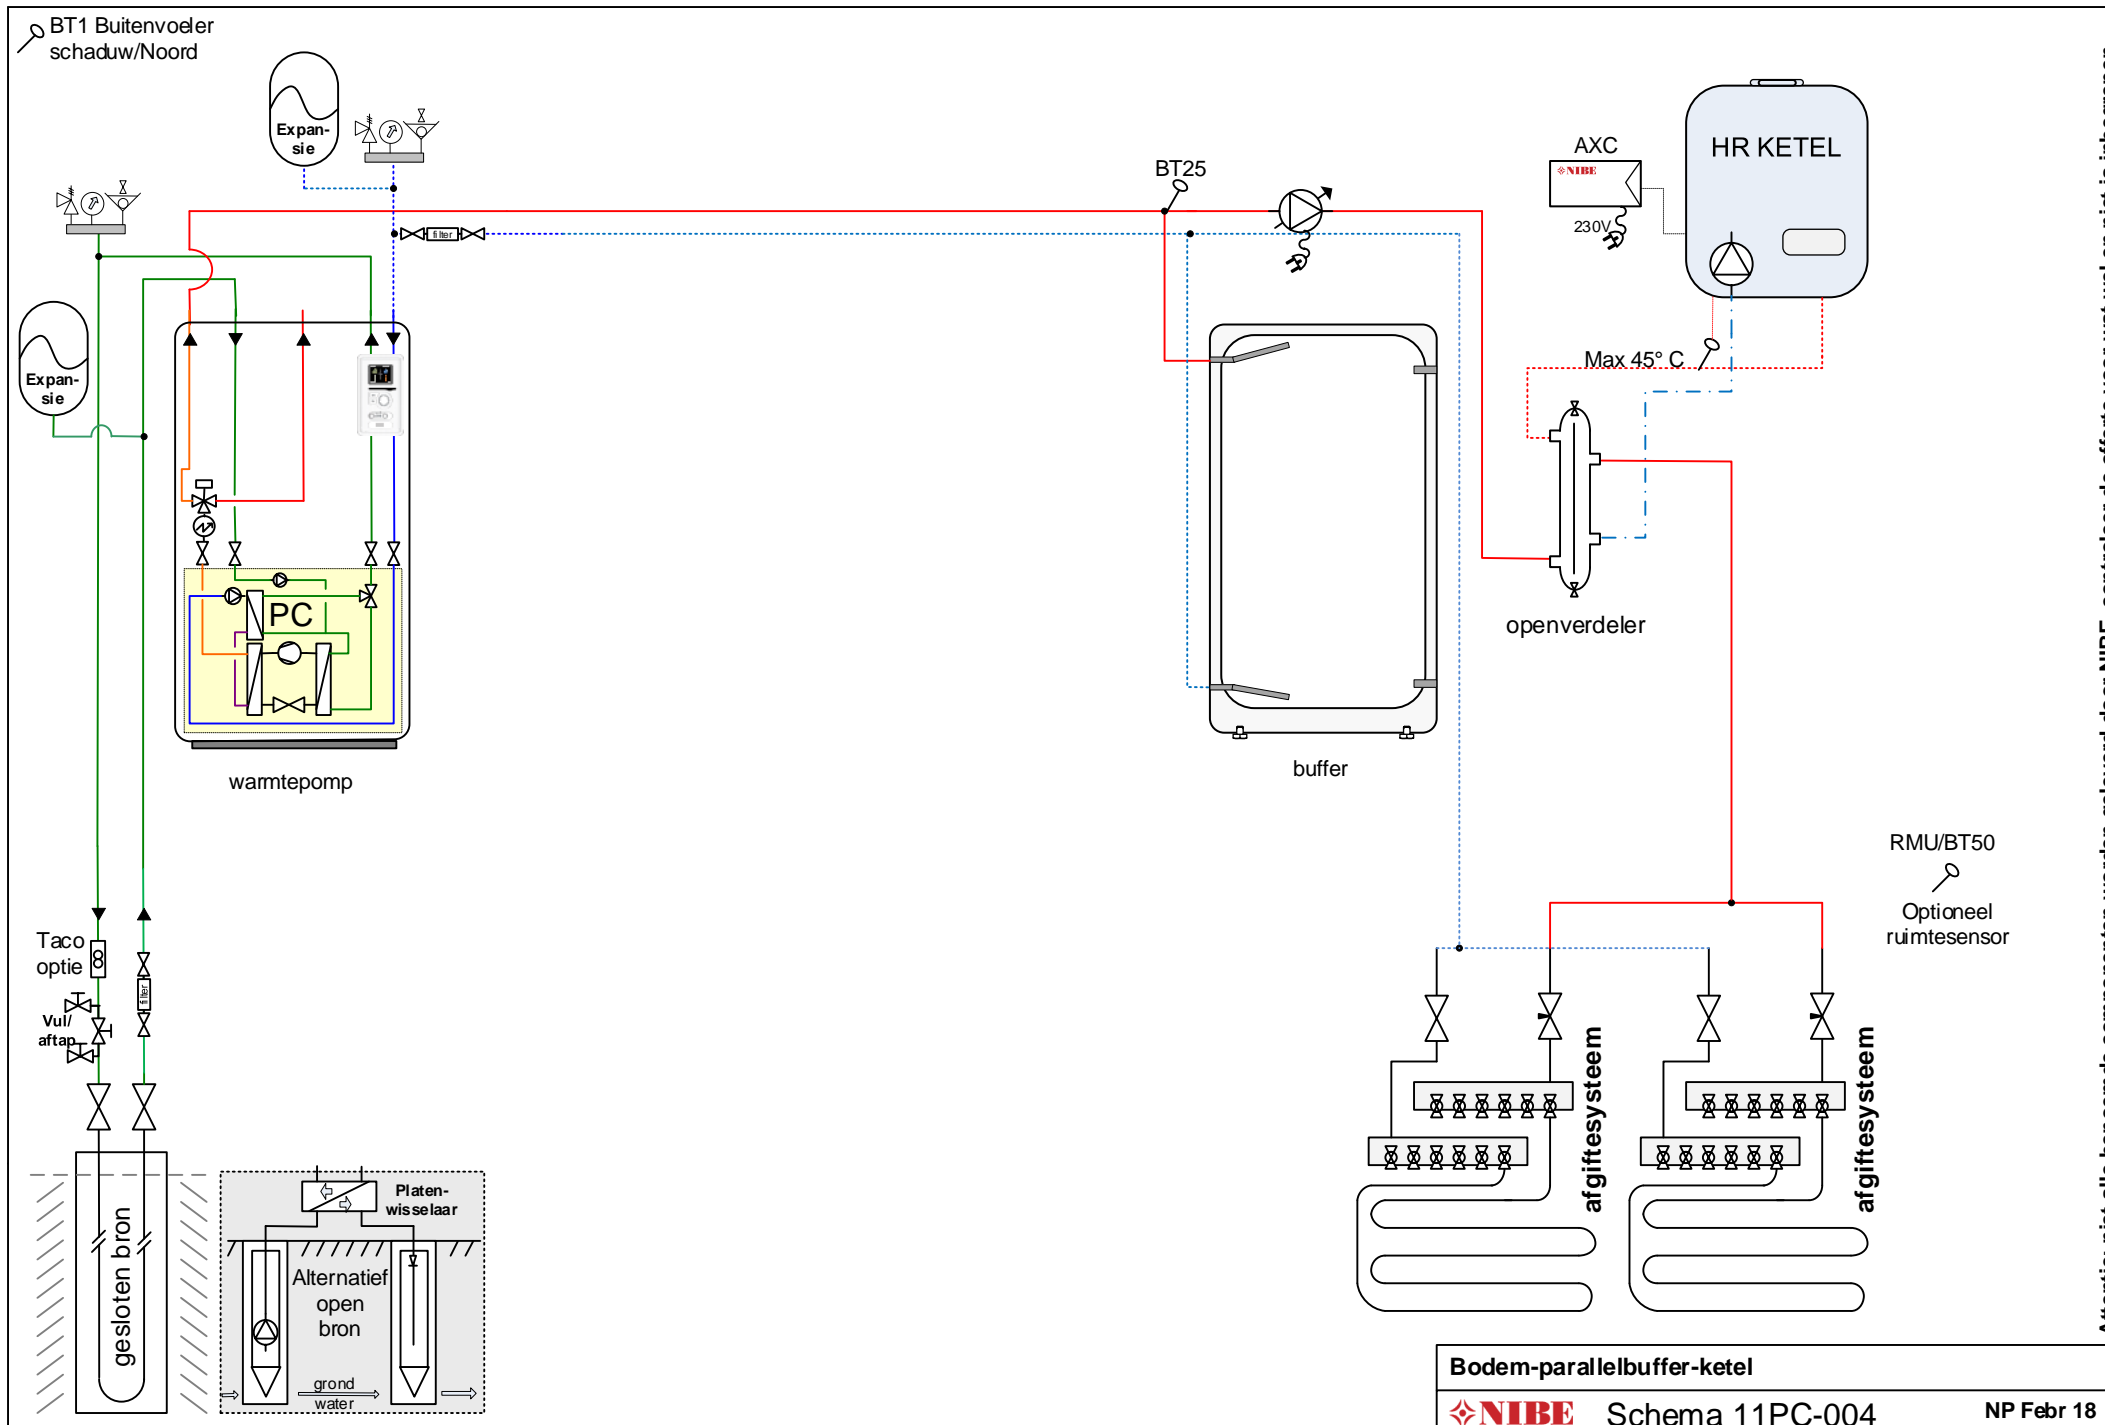 BT1 Buitenvoeler
schaduw/Noord
Expan-
sie
BT25
AXC
NIBE
230V
HR KETEL
filter
Expan-
sie
Max 45° C
PC
openverdeler
warmtepomp
buffer
RMU/BT50
Optioneel
ruimtesensor
Taco
optie
filter
Vul/
aftap
afgiftesysteem
afgiftesysteem
gesloten bron
Platen-
wisselaar
Alternatief
open
bron
grond
water
Bodem-parallelbuffer-ketel
NIBE
Schema 11PC-004
NP Febr 18